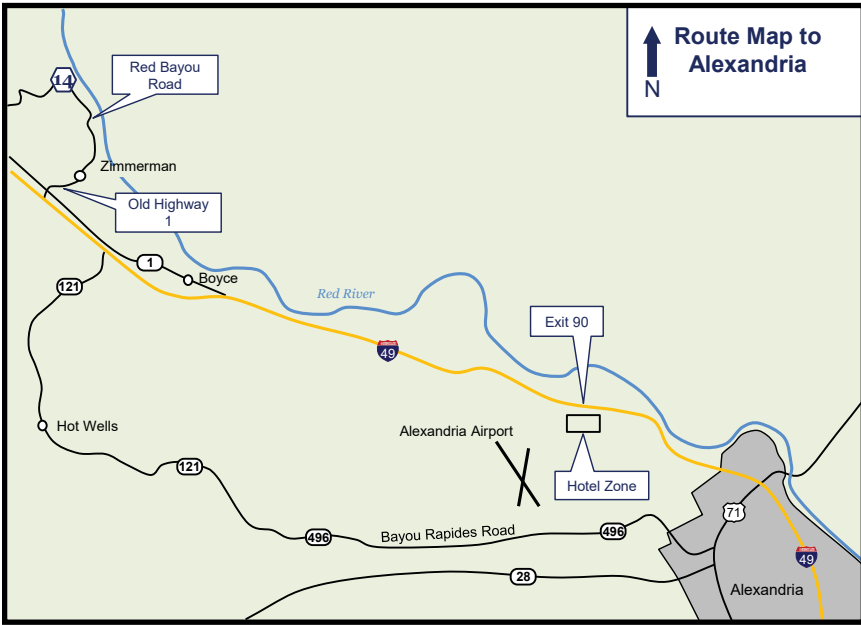 Route Map to
Alexandria
N
14
Red Bayou
Road
Zimmerman
Old Highway
1
1
121
Boyce
Red River
49
Exit 90
Hot Wells
Alexandria Airport
121
Hotel Zone
496
Bayou Rapides Road
496
71
49
28
Alexandria